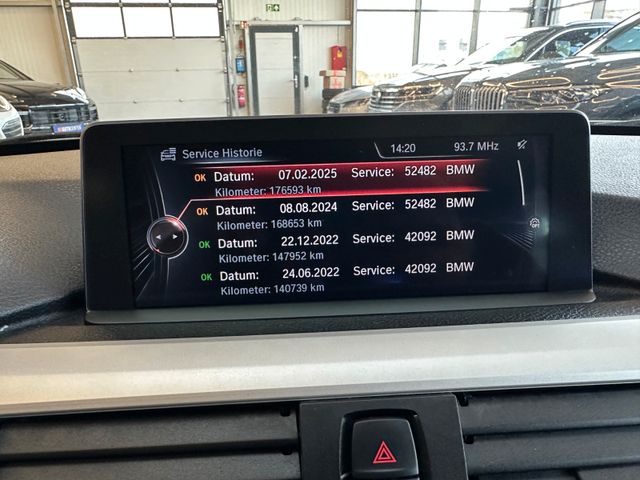 Service Historie
14:20
93.7 MHz
OK Datum: 07.02.2025 Service: 52482 BMW
Kilometer: 176593 km
OK Datum: 08.08.2024 Service: 52482 BMW
Kilometer: 168653 km
OK Datum: 22.12.2022 Service: 42092 BMW
Kilometer: 147952 km
OK Datum: 24.06.2022 Service: 42092 BMW
Kilometer: 140739 km